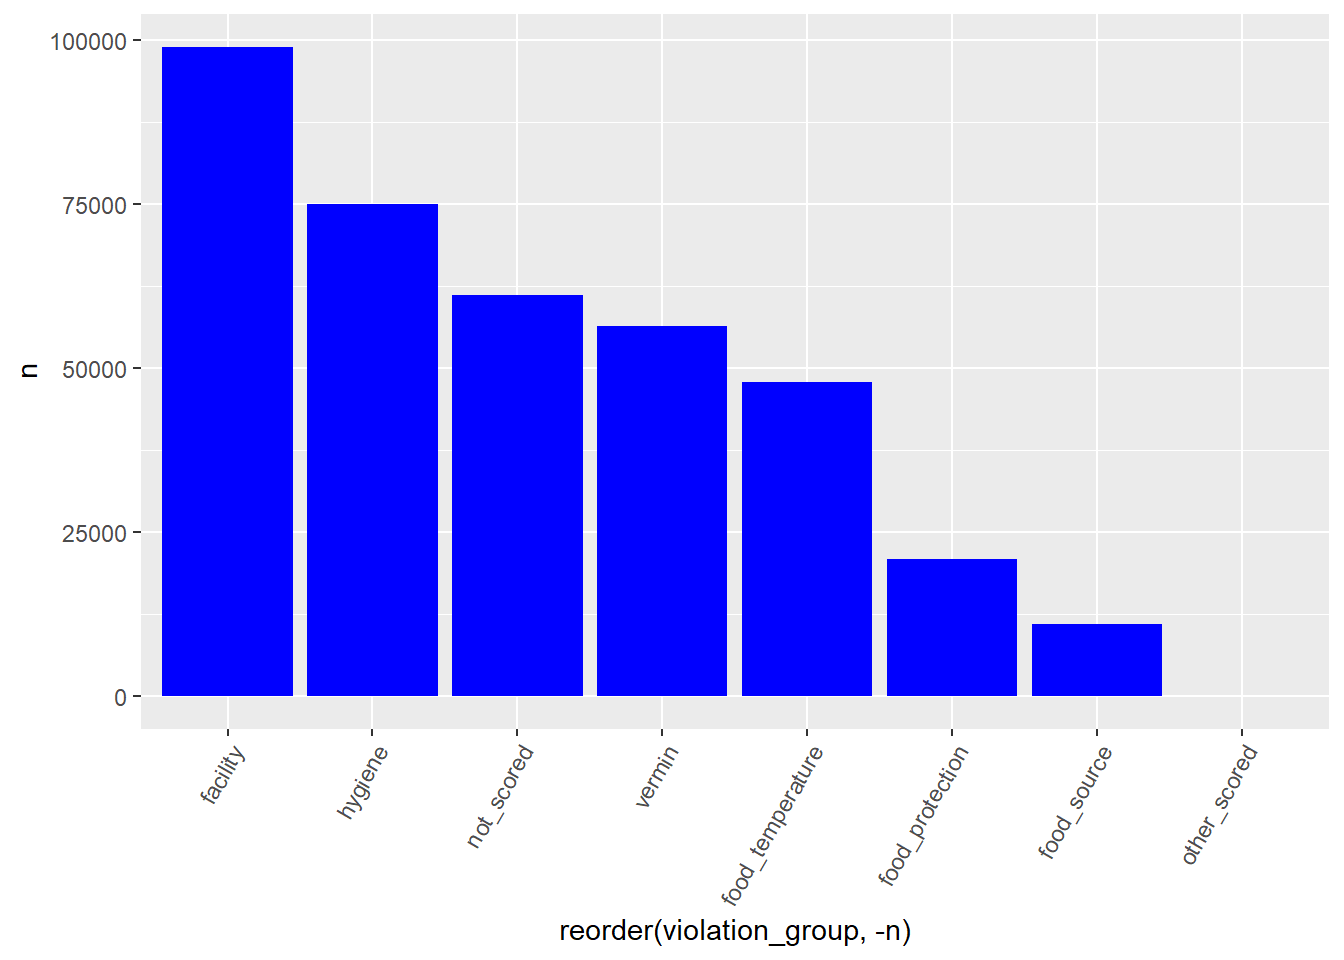 100000
75000
50000
25000
0
n
facility
hygiene
not_scored
vermin
food_temperature
food_protection
food_source
other_scored
reorder(violation_group, -n)